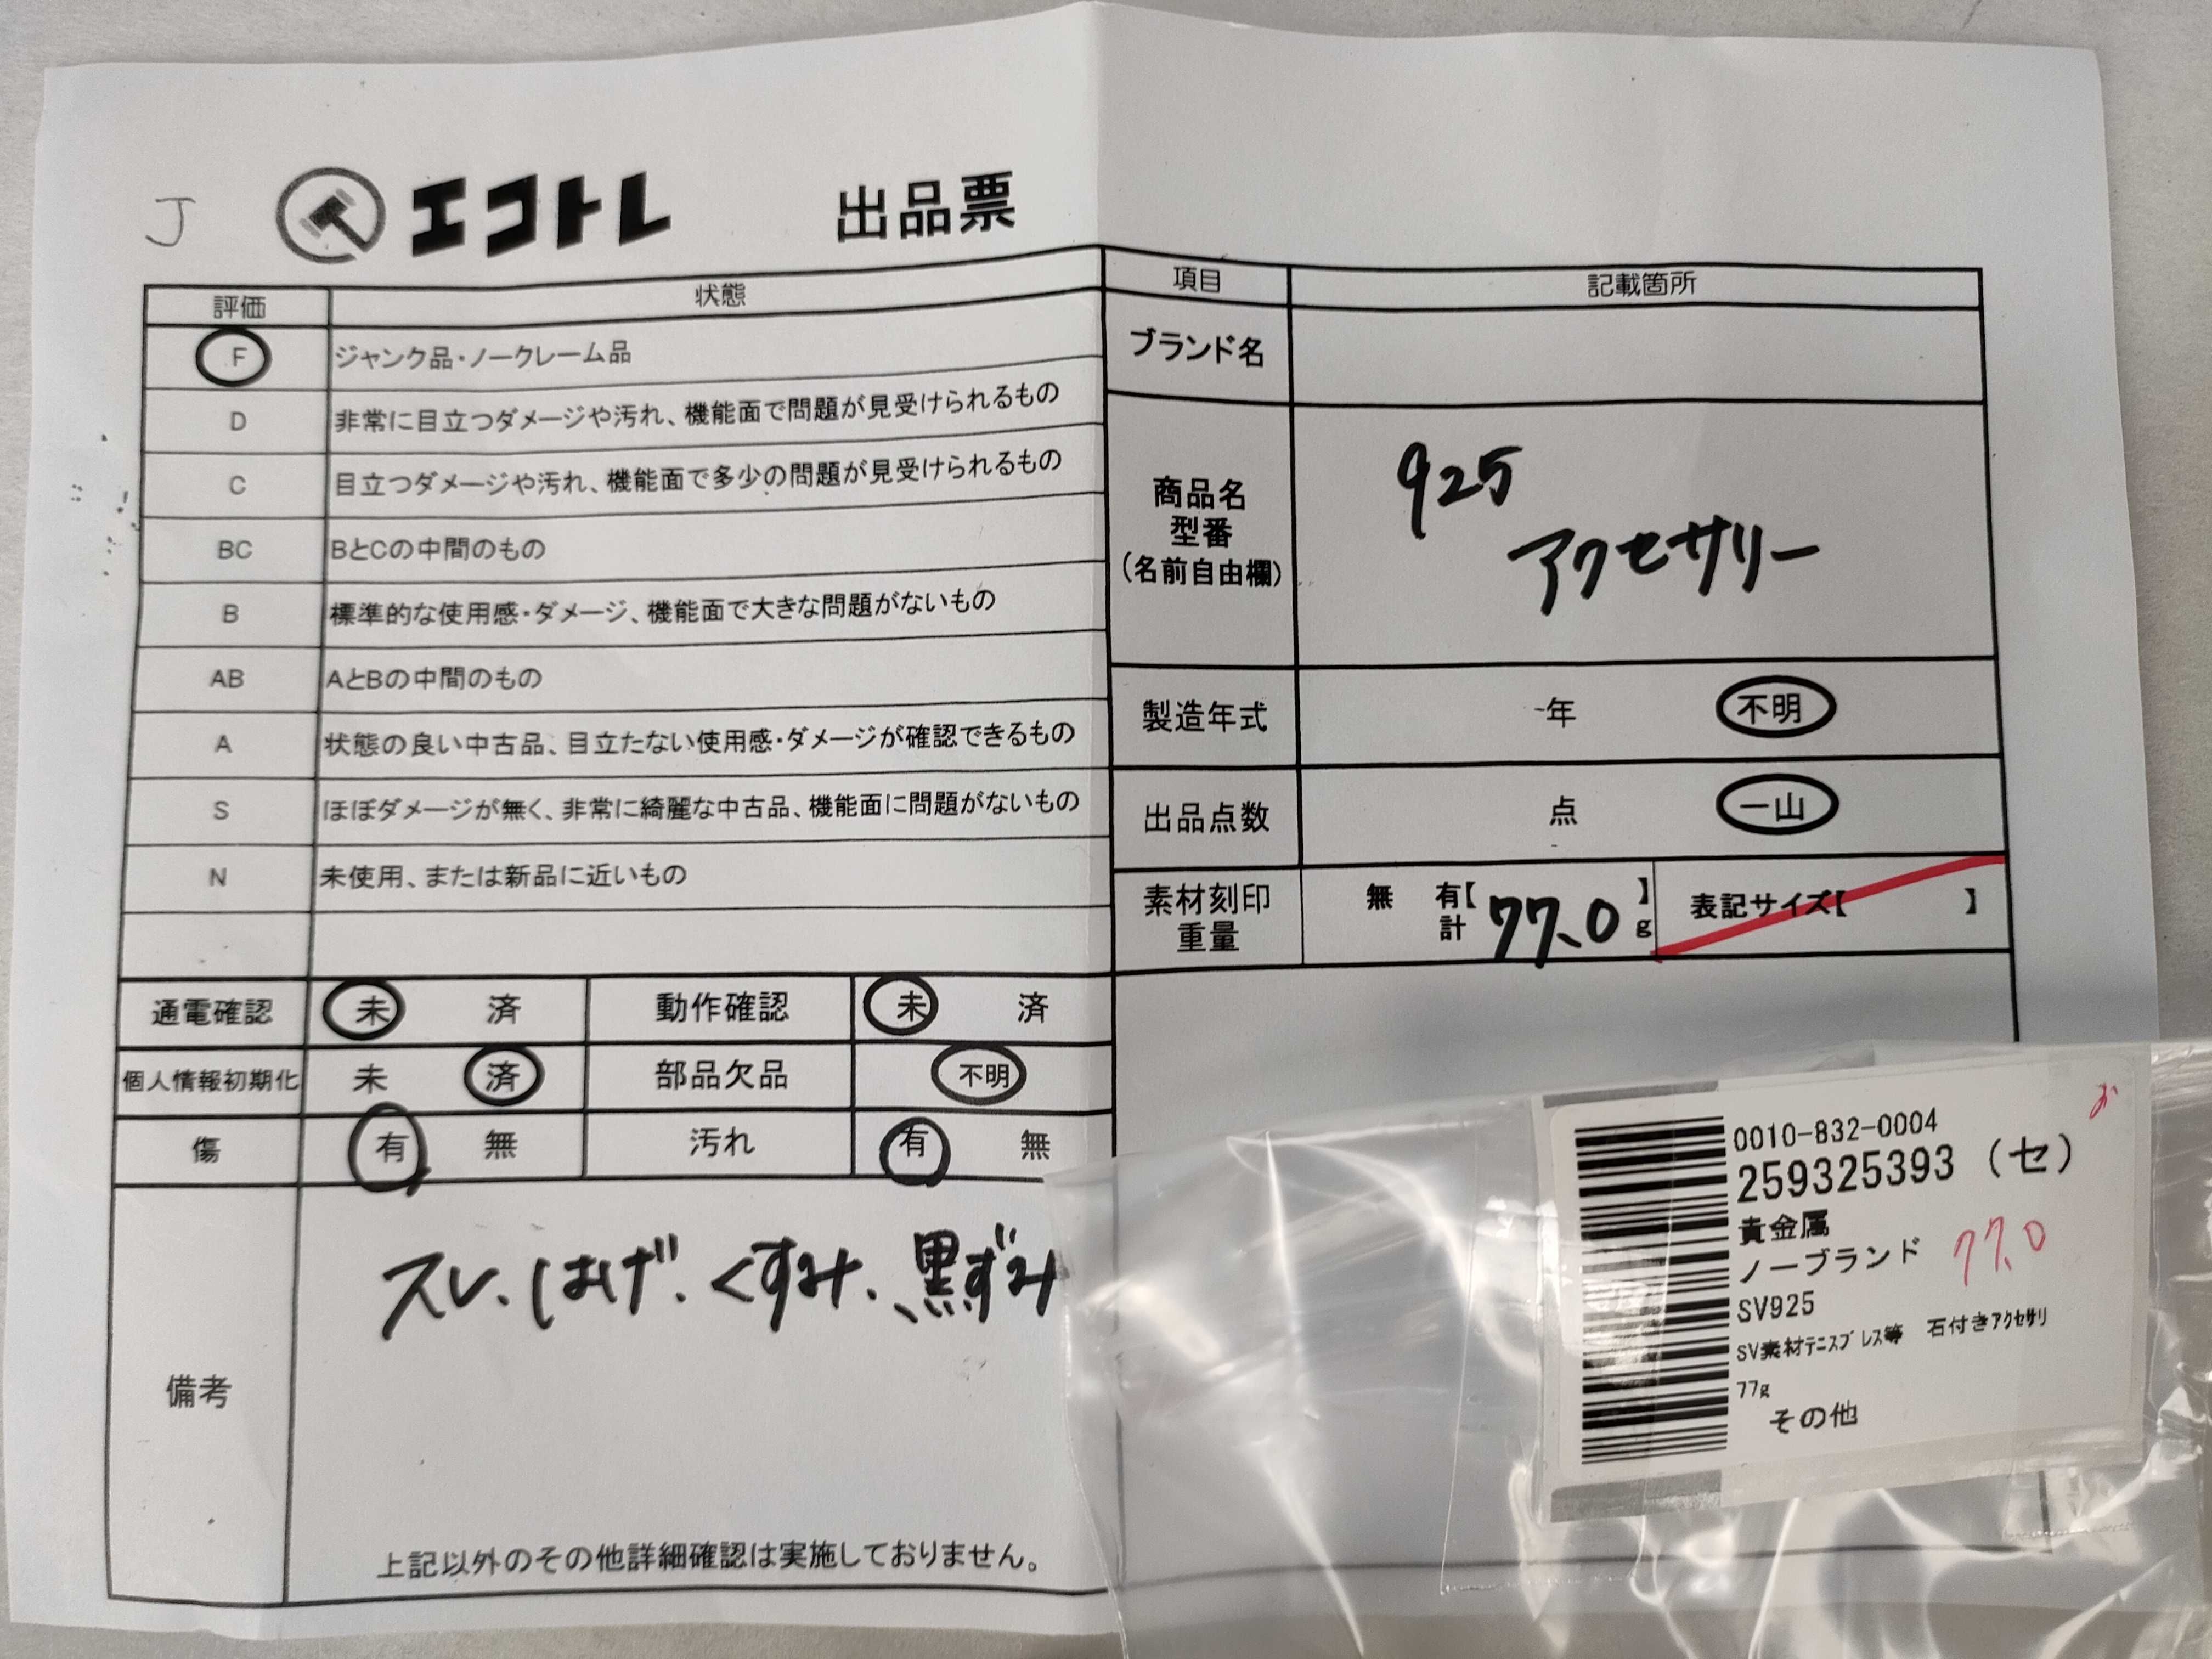 J
エコトレ 出品票
評価 状態
F ジャンク品・ノークレーム品
D 非常に目立つダメージや汚れ、機能面で問題が見受けられるもの
C 目立つダメージや汚れ、機能面で多少の問題が見受けられるもの
BC BとCの中間のもの
B 標準的な使用感・ダメージ、機能面で大きな問題がないもの
AB AとBの中間のもの
A 状態の良い中古品、目立たない使用感・ダメージが確認できるもの
S ほぼダメージが無く、非常に綺麗な中古品、機能面に問題がないもの
N 未使用、または新品に近いもの
通電確認 未 済 動作確認 未 済
個人情報初期化 未 済 部品欠品 不明
傷 有 無 汚れ 有 無
備考
スレ、はげ、くすみ、黒ずみ
上記以外のその他詳細確認は実施しておりません。
項目 記載箇所
ブランド名
商品名
型番
(名前自由欄)
925
アクセサリー
製造年式 年 不明
出品点数 点 一山
素材刻印 無 有【 】 表記サイズ【 】
重量 計 77.0 g
0010-832-0004
259325393 (セ)
貴金属
ノーブランド 77.0
SV925
SV素材テニスブレス等 石付きアクセサリ
77g
その他